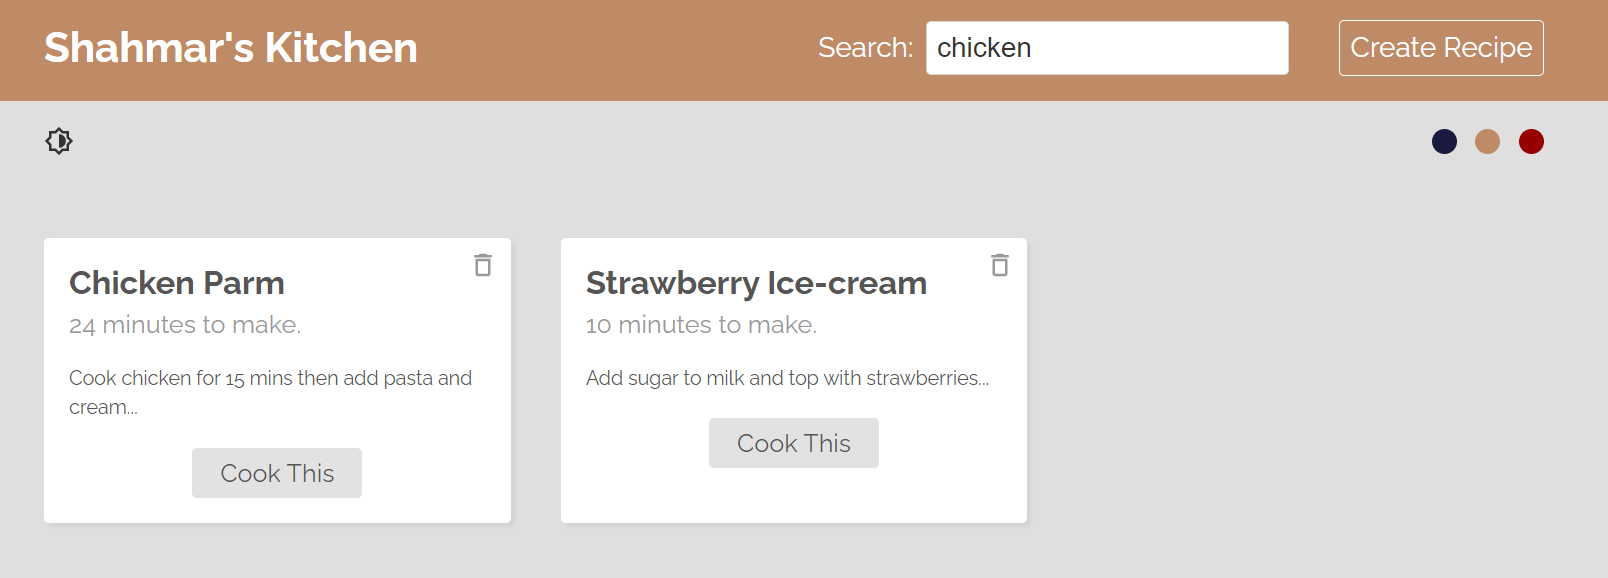 Shahmar's Kitchen
Search: chicken
Create Recipe
Chicken Parm
24 minutes to make.
Cook chicken for 15 mins then add pasta and
cream...
Cook This
Strawberry Ice-cream
10 minutes to make.
Add sugar to milk and top with strawberries...
Cook This